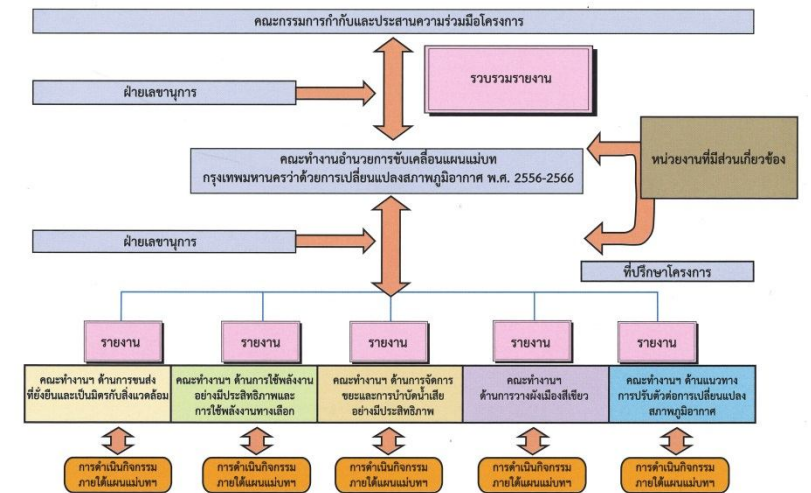 คณะกรรมการกำกับและประสานความร่วมมือโครงการ
รวบรวมรายงาน
ฝ่ายเลขานุการ
คณะทำงานอำนวยการขับเคลื่อนแผนแม่บท
กรุงเทพมหานครว่าด้วยการเปลี่ยนแปลงสภาพภูมิอากาศ พ.ศ. 2556-2566
หน่วยงานที่มีส่วนเกี่ยวข้อง
ฝ่ายเลขานุการ
ที่ปรึกษาโครงการ
รายงาน
รายงาน
รายงาน
รายงาน
รายงาน
คณะทำงานฯ ด้านการขนส่ง
ที่ยั่งยืนและเป็นมิตรกับสิ่งแวดล้อม
คณะทำงานฯ ด้านการใช้พลังงาน
อย่างมีประสิทธิภาพและ
การใช้พลังงานทางเลือก
คณะทำงานฯ ด้านการจัดการ
ขยะและการบำบัดน้ำเสีย
อย่างมีประสิทธิภาพ
คณะทำงานฯ
ด้านการวางผังเมืองสีเขียว
คณะทำงานฯ ด้านแนวทาง
การปรับตัวต่อการเปลี่ยนแปลง
สภาพภูมิอากาศ
การดำเนินกิจกรรม
ภายใต้แผนแม่บทฯ
การดำเนินกิจกรรม
ภายใต้แผนแม่บทฯ
การดำเนินกิจกรรม
ภายใต้แผนแม่บทฯ
การดำเนินกิจกรรม
ภายใต้แผนแม่บทฯ
การดำเนินกิจกรรม
ภายใต้แผนแม่บทฯ